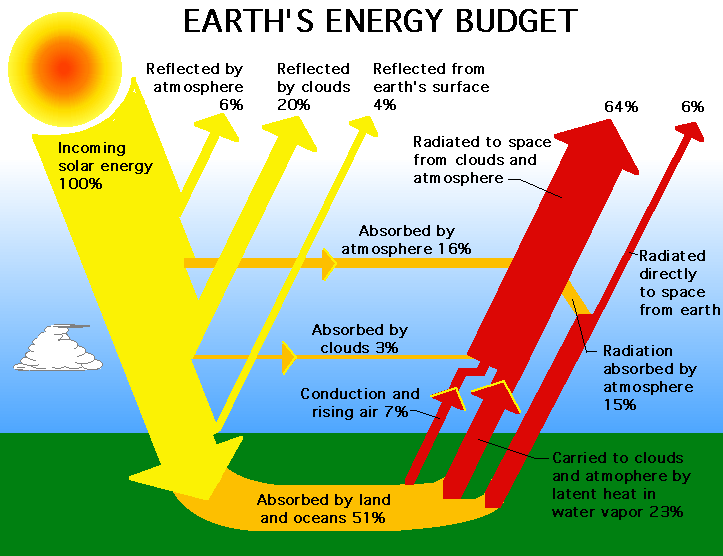 EARTH'S ENERGY BUDGET
Reflected by
atmosphere
6%
Reflected
by clouds
20%
Reflected from
earth's surface
4%
64%
6%
Incoming
solar energy
100%
Radiated to space
from clouds and
atmosphere
Absorbed by
atmosphere 16%
Radiated
directly
to space
from earth
Absorbed by
clouds 3%
Radiation
absorbed by
atmosphere
15%
Conduction and
rising air 7%
Carried to clouds
and atmophere by
latent heat in
water vapor 23%
Absorbed by land
and oceans 51%